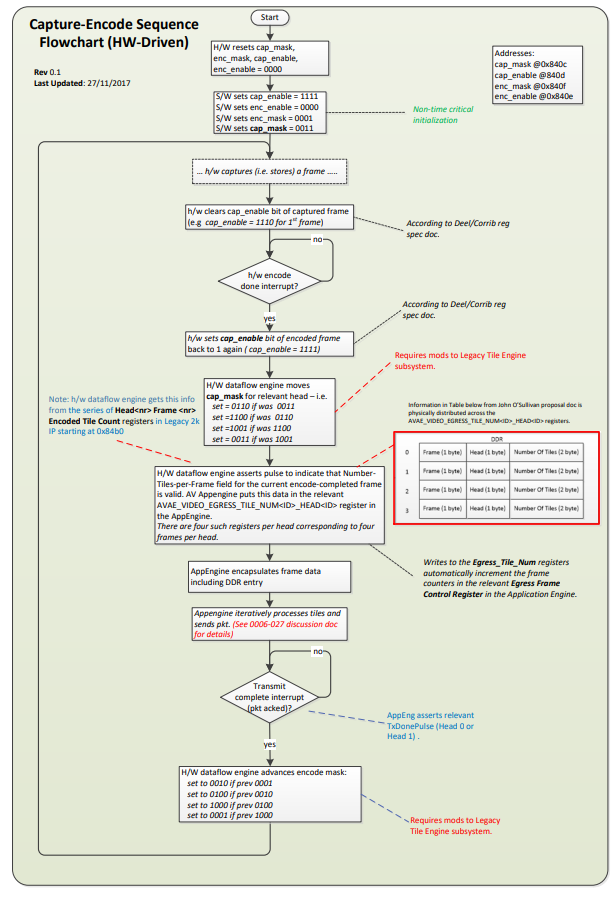 Capture-Encode Sequence
Flowchart (HW-Driven)
Rev 0.1
Last Updated: 27/11/2017
Start
H/W resets cap_mask,
enc_mask, cap_enable,
enc_enable = 0000
Addresses:
cap_mask @0x840c
cap_enable @840d
enc_mask @0x840f
enc_enable @0x840e
S/W sets cap_enable = 1111
S/W sets enc_enable = 0000
S/W sets enc_mask = 0001
S/W sets cap_mask = 0011
Non-time critical
initialization
... h/w captures (i.e. stores) a frame .....
h/w clears cap_enable bit of captured frame
(e.g cap_enable = 1110 for 1st frame)
According to Deel/Corrib reg
spec doc.
no
h/w encode
done interrupt?
yes
According to Deel/Corrib reg
spec doc.
h/w sets cap_enable bit of encoded frame
back to 1 again ( cap_enable = 1111)
Requires mods to Legacy Tile Engine
subsystem.
HW dataflow engine moves
cap_mask for relevant head – i.e.
set = 0110 if was 0011
set =1100 if was 0110
set =1001 if was 1100
set = 0011 if was 1001
Note: h/w dataflow engine gets this info
from the series of Head<nr> Frame <nr>
Encoded Tile Count registers in Legacy 2k
IP starting at 0x84b0
Information in Table below from John O'Sullivan proposal doc is
physically distributed across the
AVAE_VIDEO_EGRESS_TILE_NUM<ID>_HEAD<ID> registers.
DDR
0 Frame (1 byte) Head (1 byte) Number Of Tiles (2 byte)
1 Frame (1 byte) Head (1 byte) Number Of Tiles (2 byte)
2 Frame (1 byte) Head (1 byte) Number Of Tiles (2 byte)
3 Frame (1 byte) Head (1 byte) Number Of Tiles (2 byte)
H/W dataflow engine asserts pulse to indicate that Number-
Tiles-per-Frame field for the current encode-completed frame
is valid. AV Appengine puts this data in the relevant
AVAE_VIDEO_EGRESS_TILE_NUM<ID>_HEAD<ID> register in
the AppEngine.
There are four such registers per head corresponding to four
frames per head.
Writes to the Egress_Tile_Num registers
automatically increment the frame
counters in the relevant Egress Frame
Control Register in the Application Engine.
AppEngine encapsulates frame data
including DDR entry
Appengine iteratively processes tiles and
sends pkt. (See 0006-027 discussion doc
for details)
no
Transmit
complete interrupt
(pkt acked)?
AppEng asserts relevant
TxDonePulse (Head 0 or
Head 1) .
yes
H/W dataflow engine advances encode mask:
set to 0010 if prev 0001
set to 0100 if prev 0010
set to 1000 if prev 0100
set to 0001 if prev 1000
Requires mods to Legacy
Tile Engine subsystem.